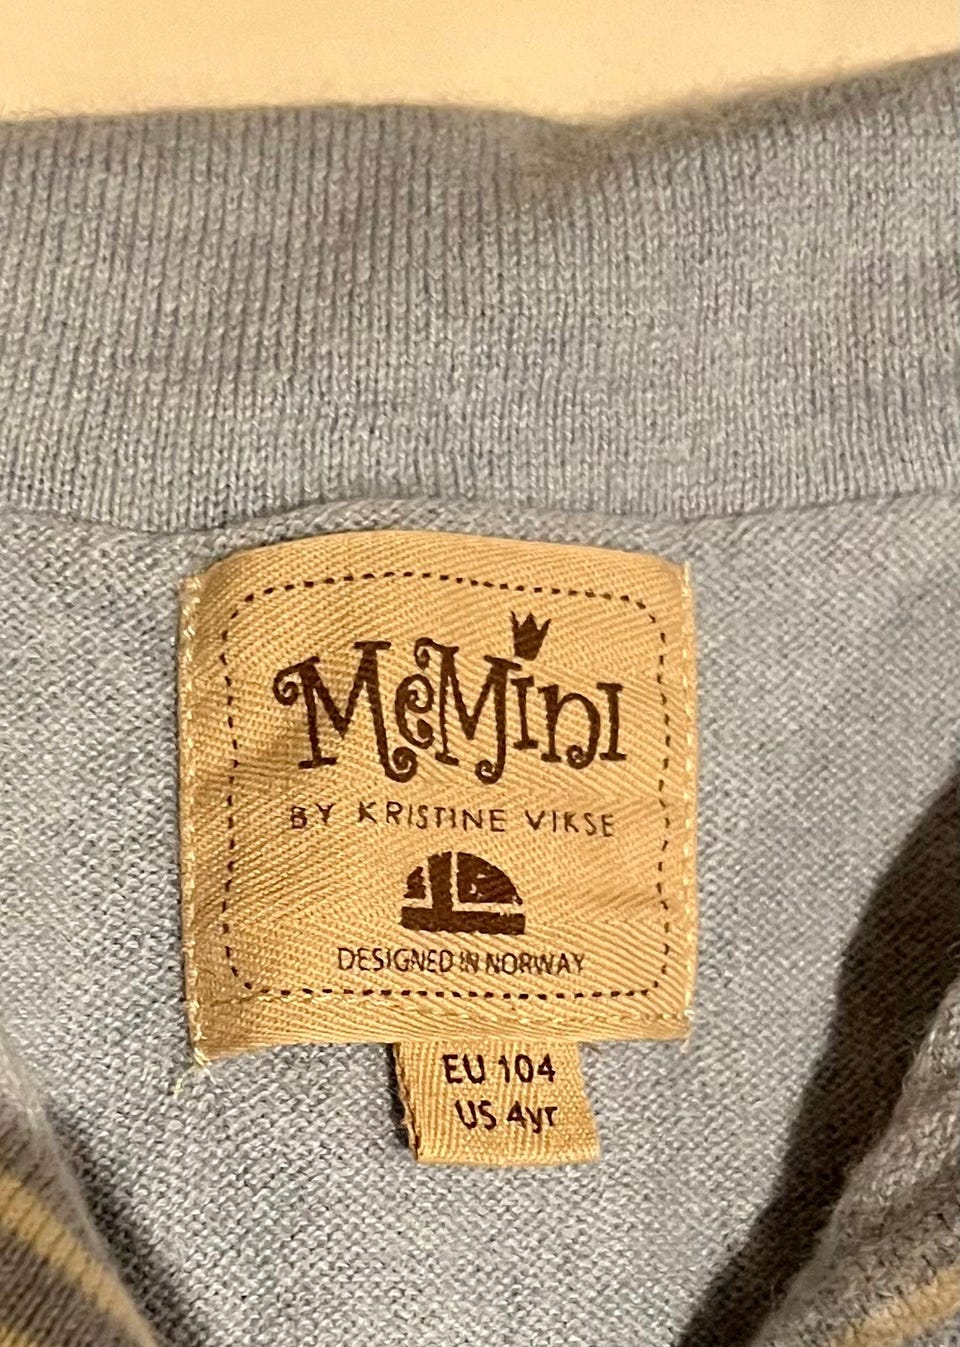 MeMini
BY KRISTINE VIKSE
DESIGNED IN NORWAY
EU 104
US 4yr